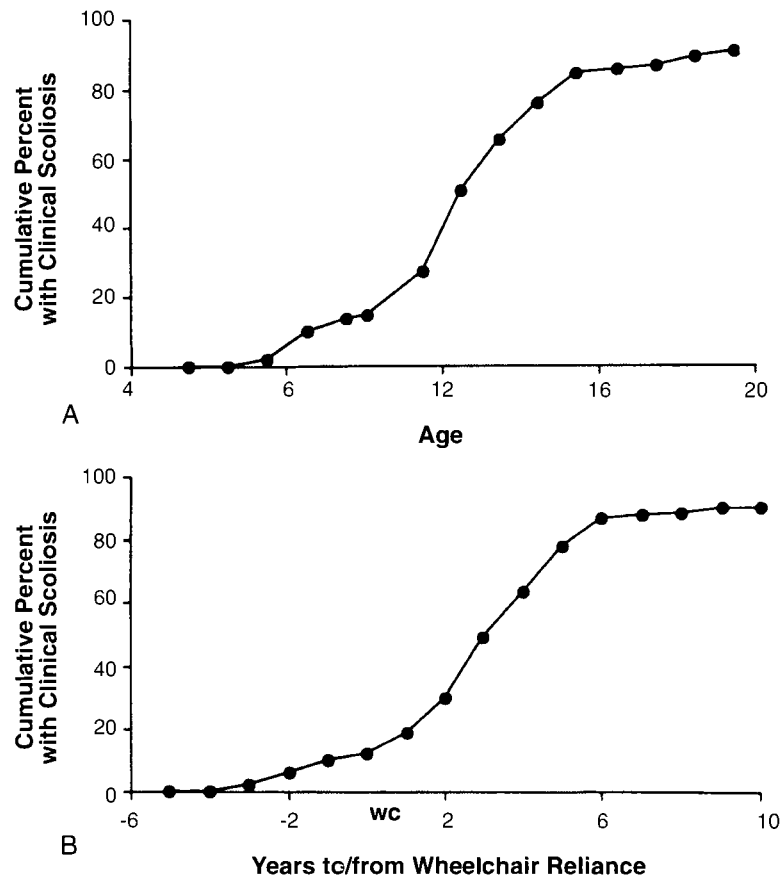 100
80
60
40
20
0
4
6
12
16
20
Cumulative Percent
with Clinical Scoliosis
Age
A
100
80
60
40
20
0
-6
-2
wc
2
6
10
Cumulative Percent
with Clinical Scoliosis
Years to/from Wheelchair Reliance
B